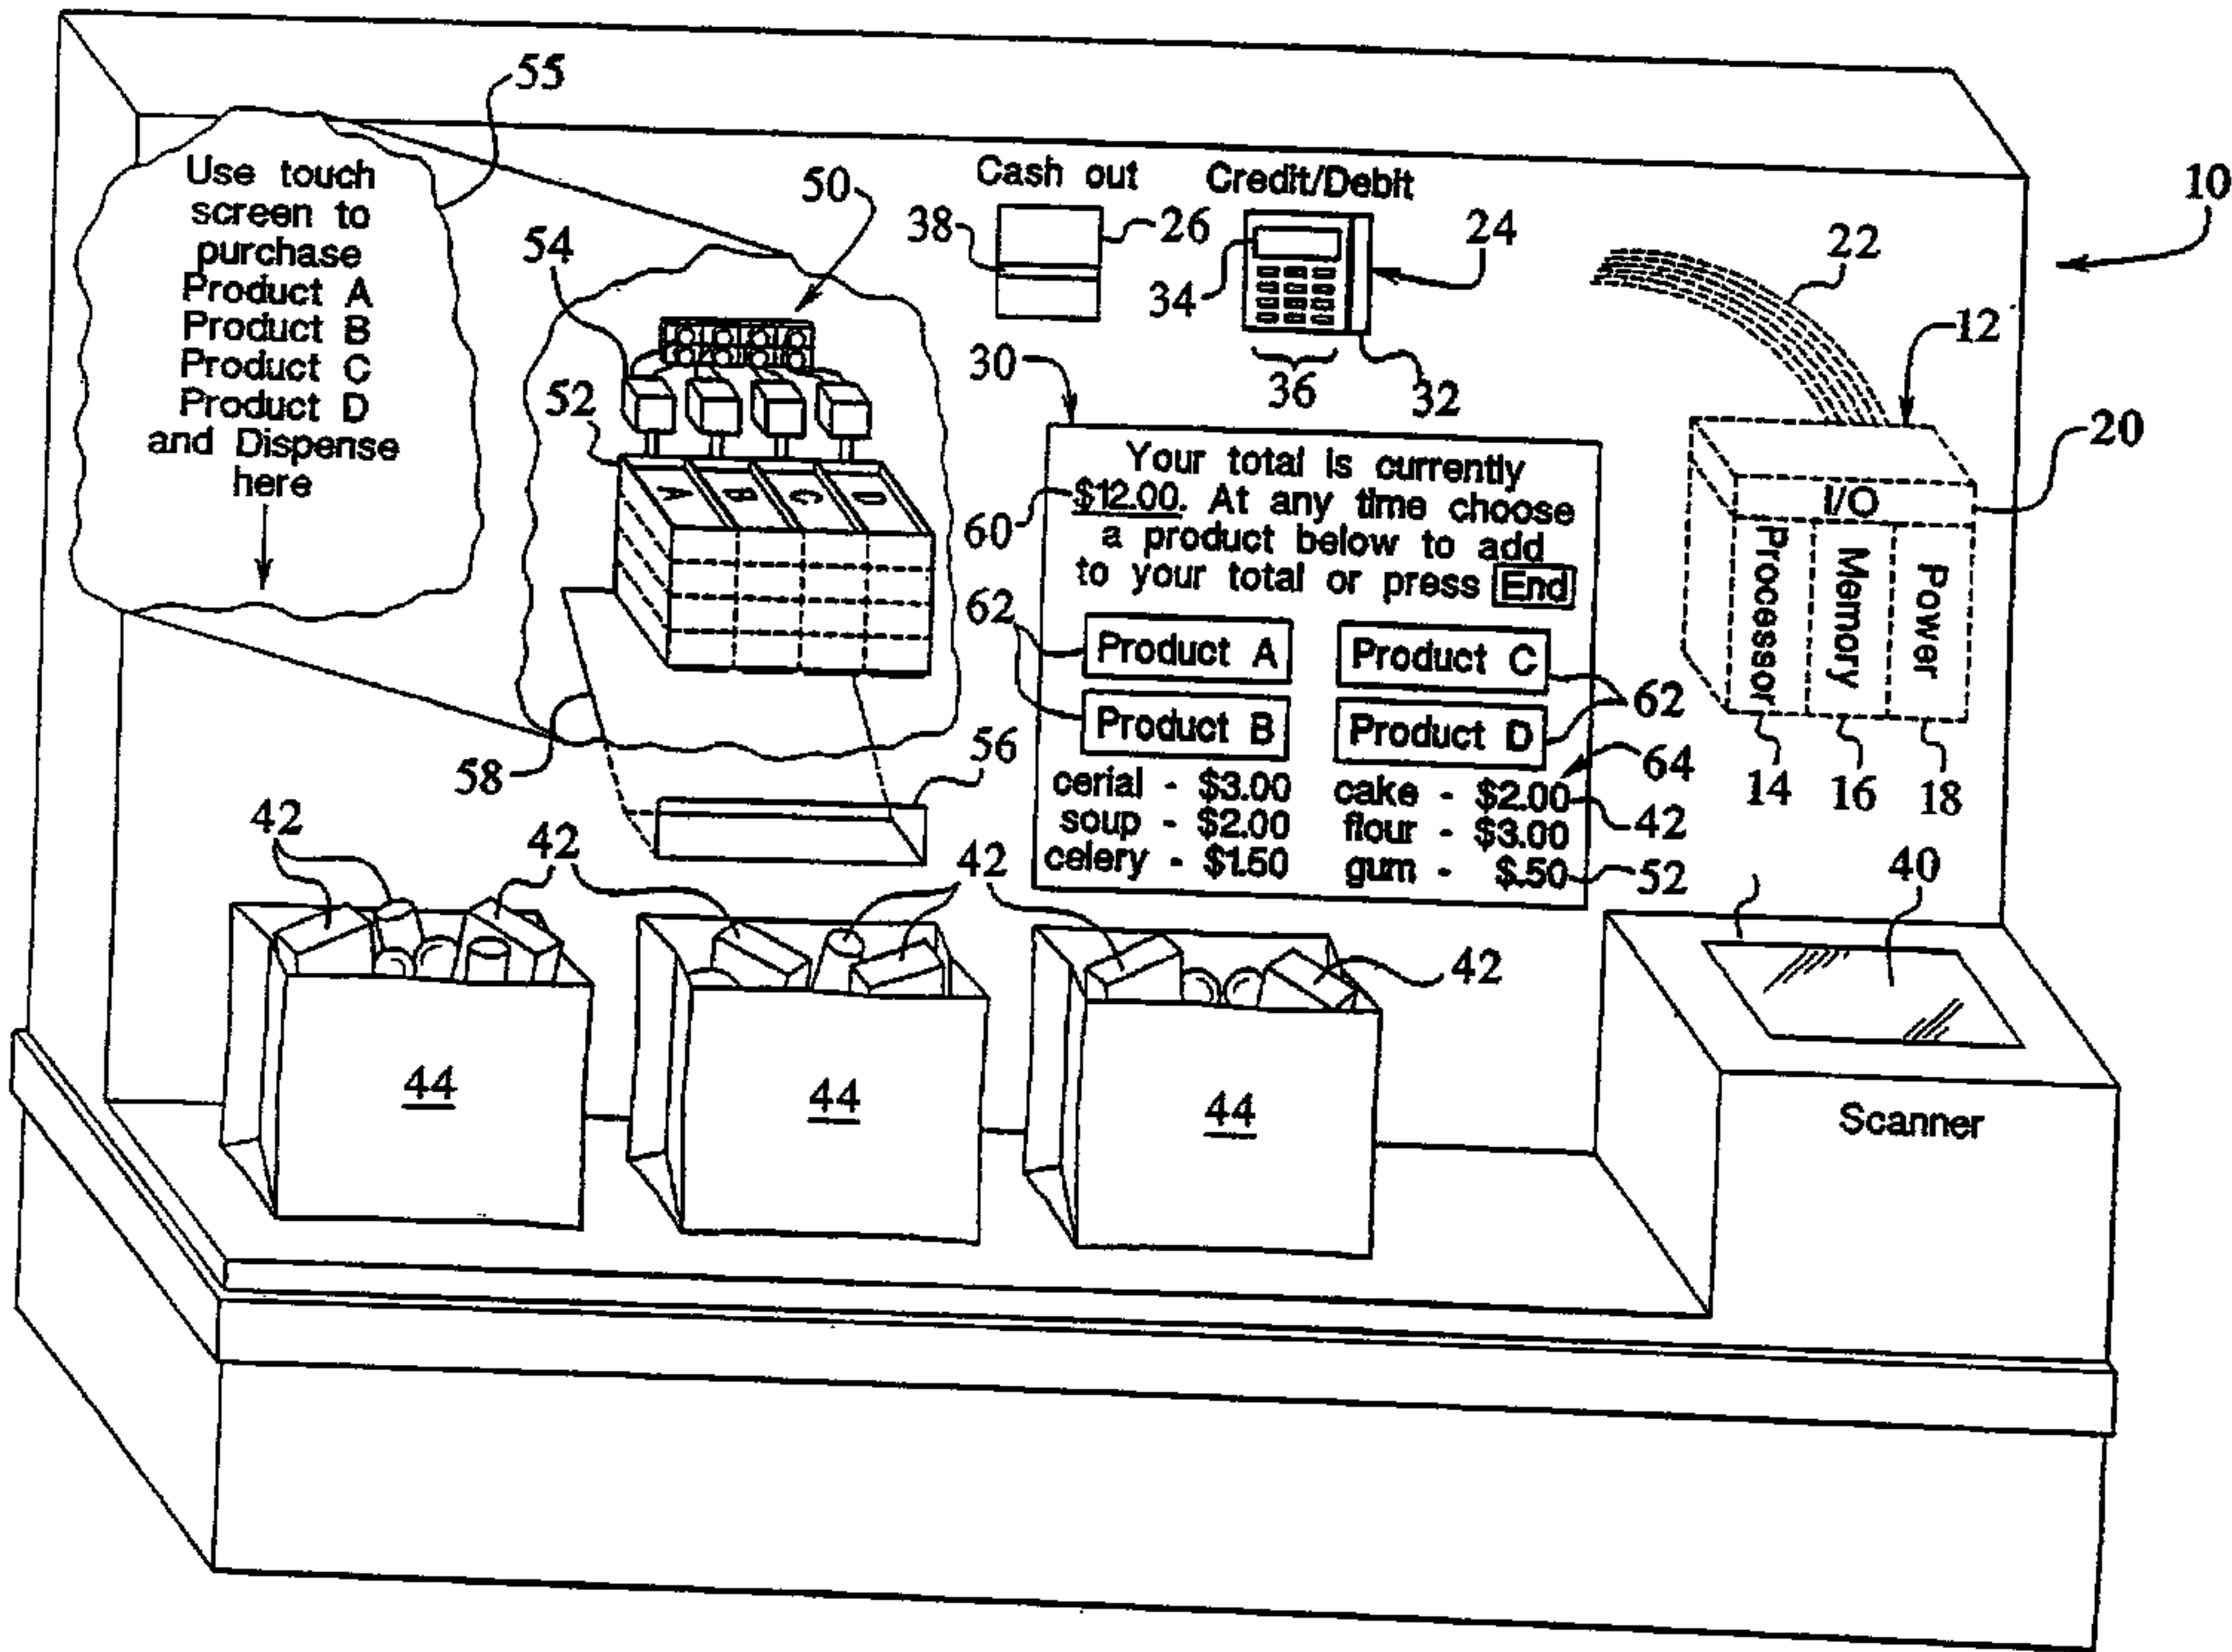 55
Use touch
screen to
purchase
Product A
Product B
Product C
Product D
and Dispense
here
50
54
52
A B C D
58
56
Cash out
38
26
Credit/Debit
34
24
36
32
22
10
12
20
I/O
Processor
Memory
Power
14
16
18
30
Your total is currently
60
$12.00. At any time choose
a product below to add
to your total or press End
62
Product A
Product C
Product B
Product D
62
64
cerial - $3.00
cake - $2.00
42
soup - $2.00
flour - $3.00
celery - $1.50
gum - $.50
52
40
42
42
42
42
44
44
44
Scanner